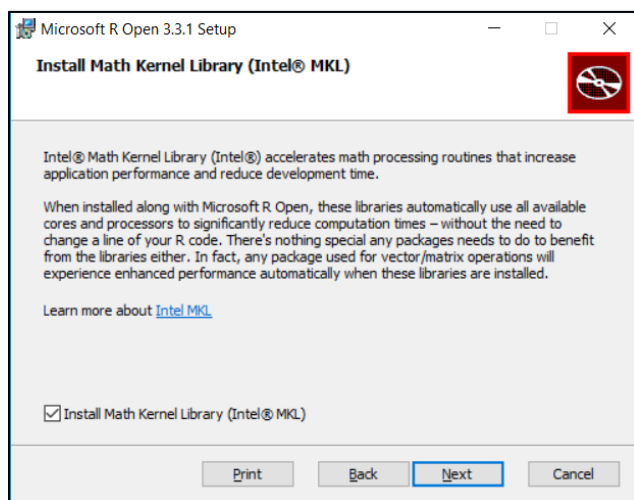 Microsoft R Open 3.3.1 Setup
Install Math Kernel Library (Intel® MKL)
Intel® Math Kernel Library (Intel®) accelerates math processing routines that increase
application performance and reduce development time.
When installed along with Microsoft R Open, these libraries automatically use all available
cores and processors to significantly reduce computation times – without the need to
change a line of your R code. There's nothing special any packages needs to do to benefit
from the libraries either. In fact, any package used for vector/matrix operations will
experience enhanced performance automatically when these libraries are installed.
Learn more about Intel MKL
Install Math Kernel Library (Intel® MKL)
Print Back Next Cancel